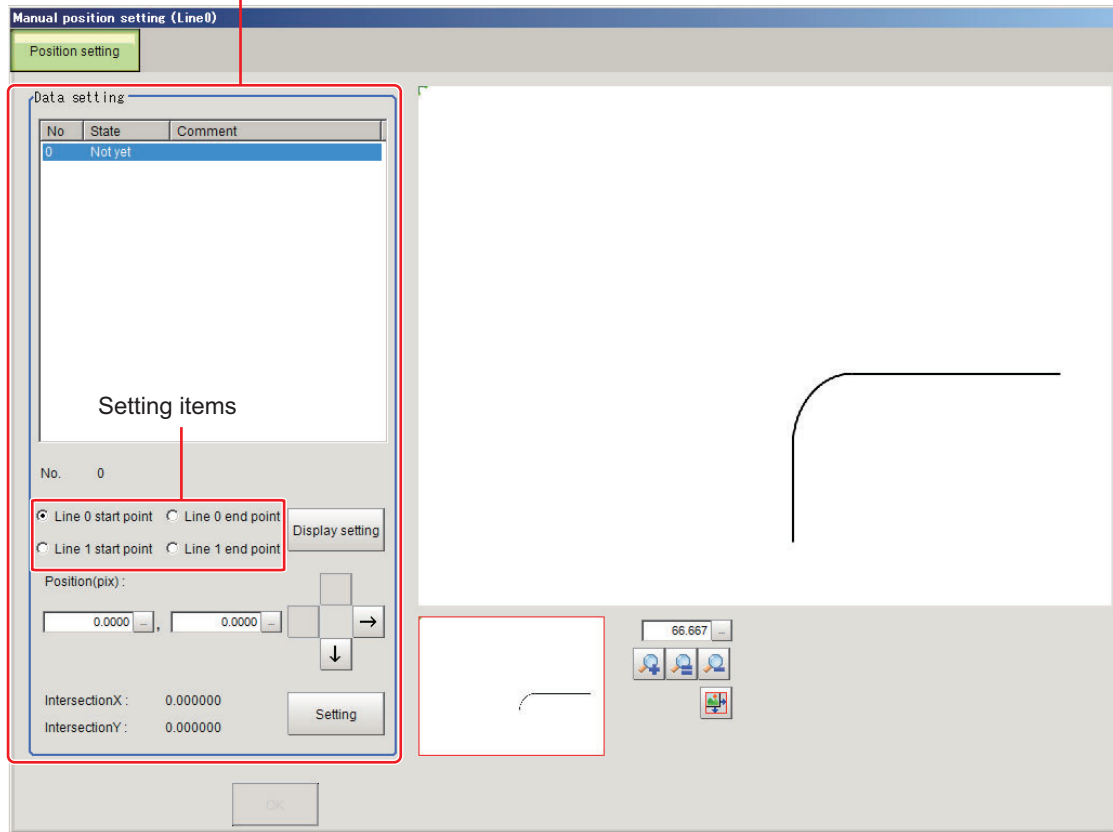 Manual position setting (Line0)
Position setting
Data setting
No State Comment
0 Not yet
Setting items
No. 0
Line 0 start point Line 0 end point
Line 1 start point Line 1 end point
Display setting
Position(pix) :
0.0000 ... , 0.0000 ...
→
↓
IntersectionX : 0.000000
IntersectionY : 0.000000
Setting
66.667 ...
OK